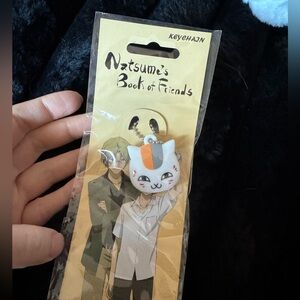 KEYCHAIN
Natsume's
Book of Friends